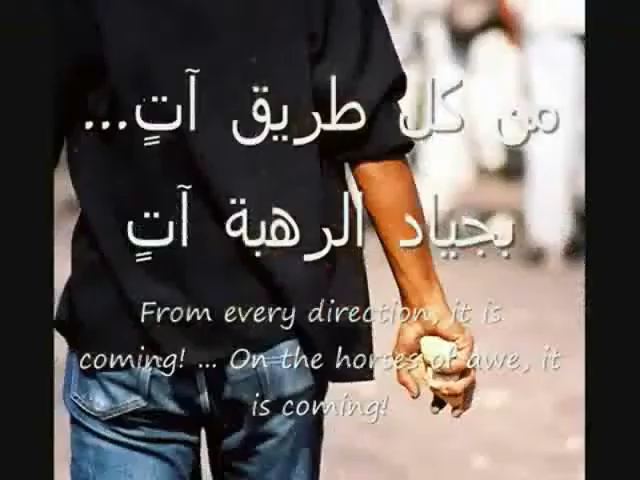 من كل طريق آتٍ...
بجياد الرهبة آتٍ
From every direction, it is
coming! ... On the horses of awe, it
is coming!